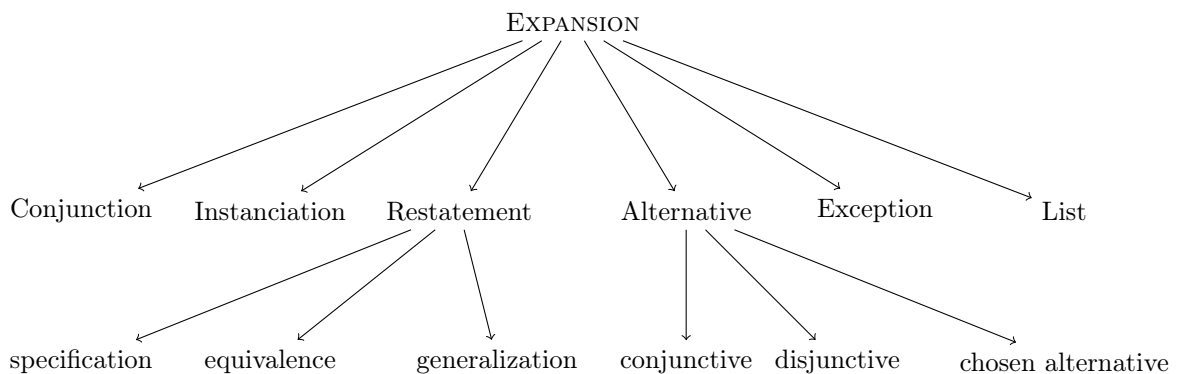 EXPANSION
Conjunction Instanciation Restatement Alternative Exception List
specification equivalence generalization conjunctive disjunctive chosen alternative